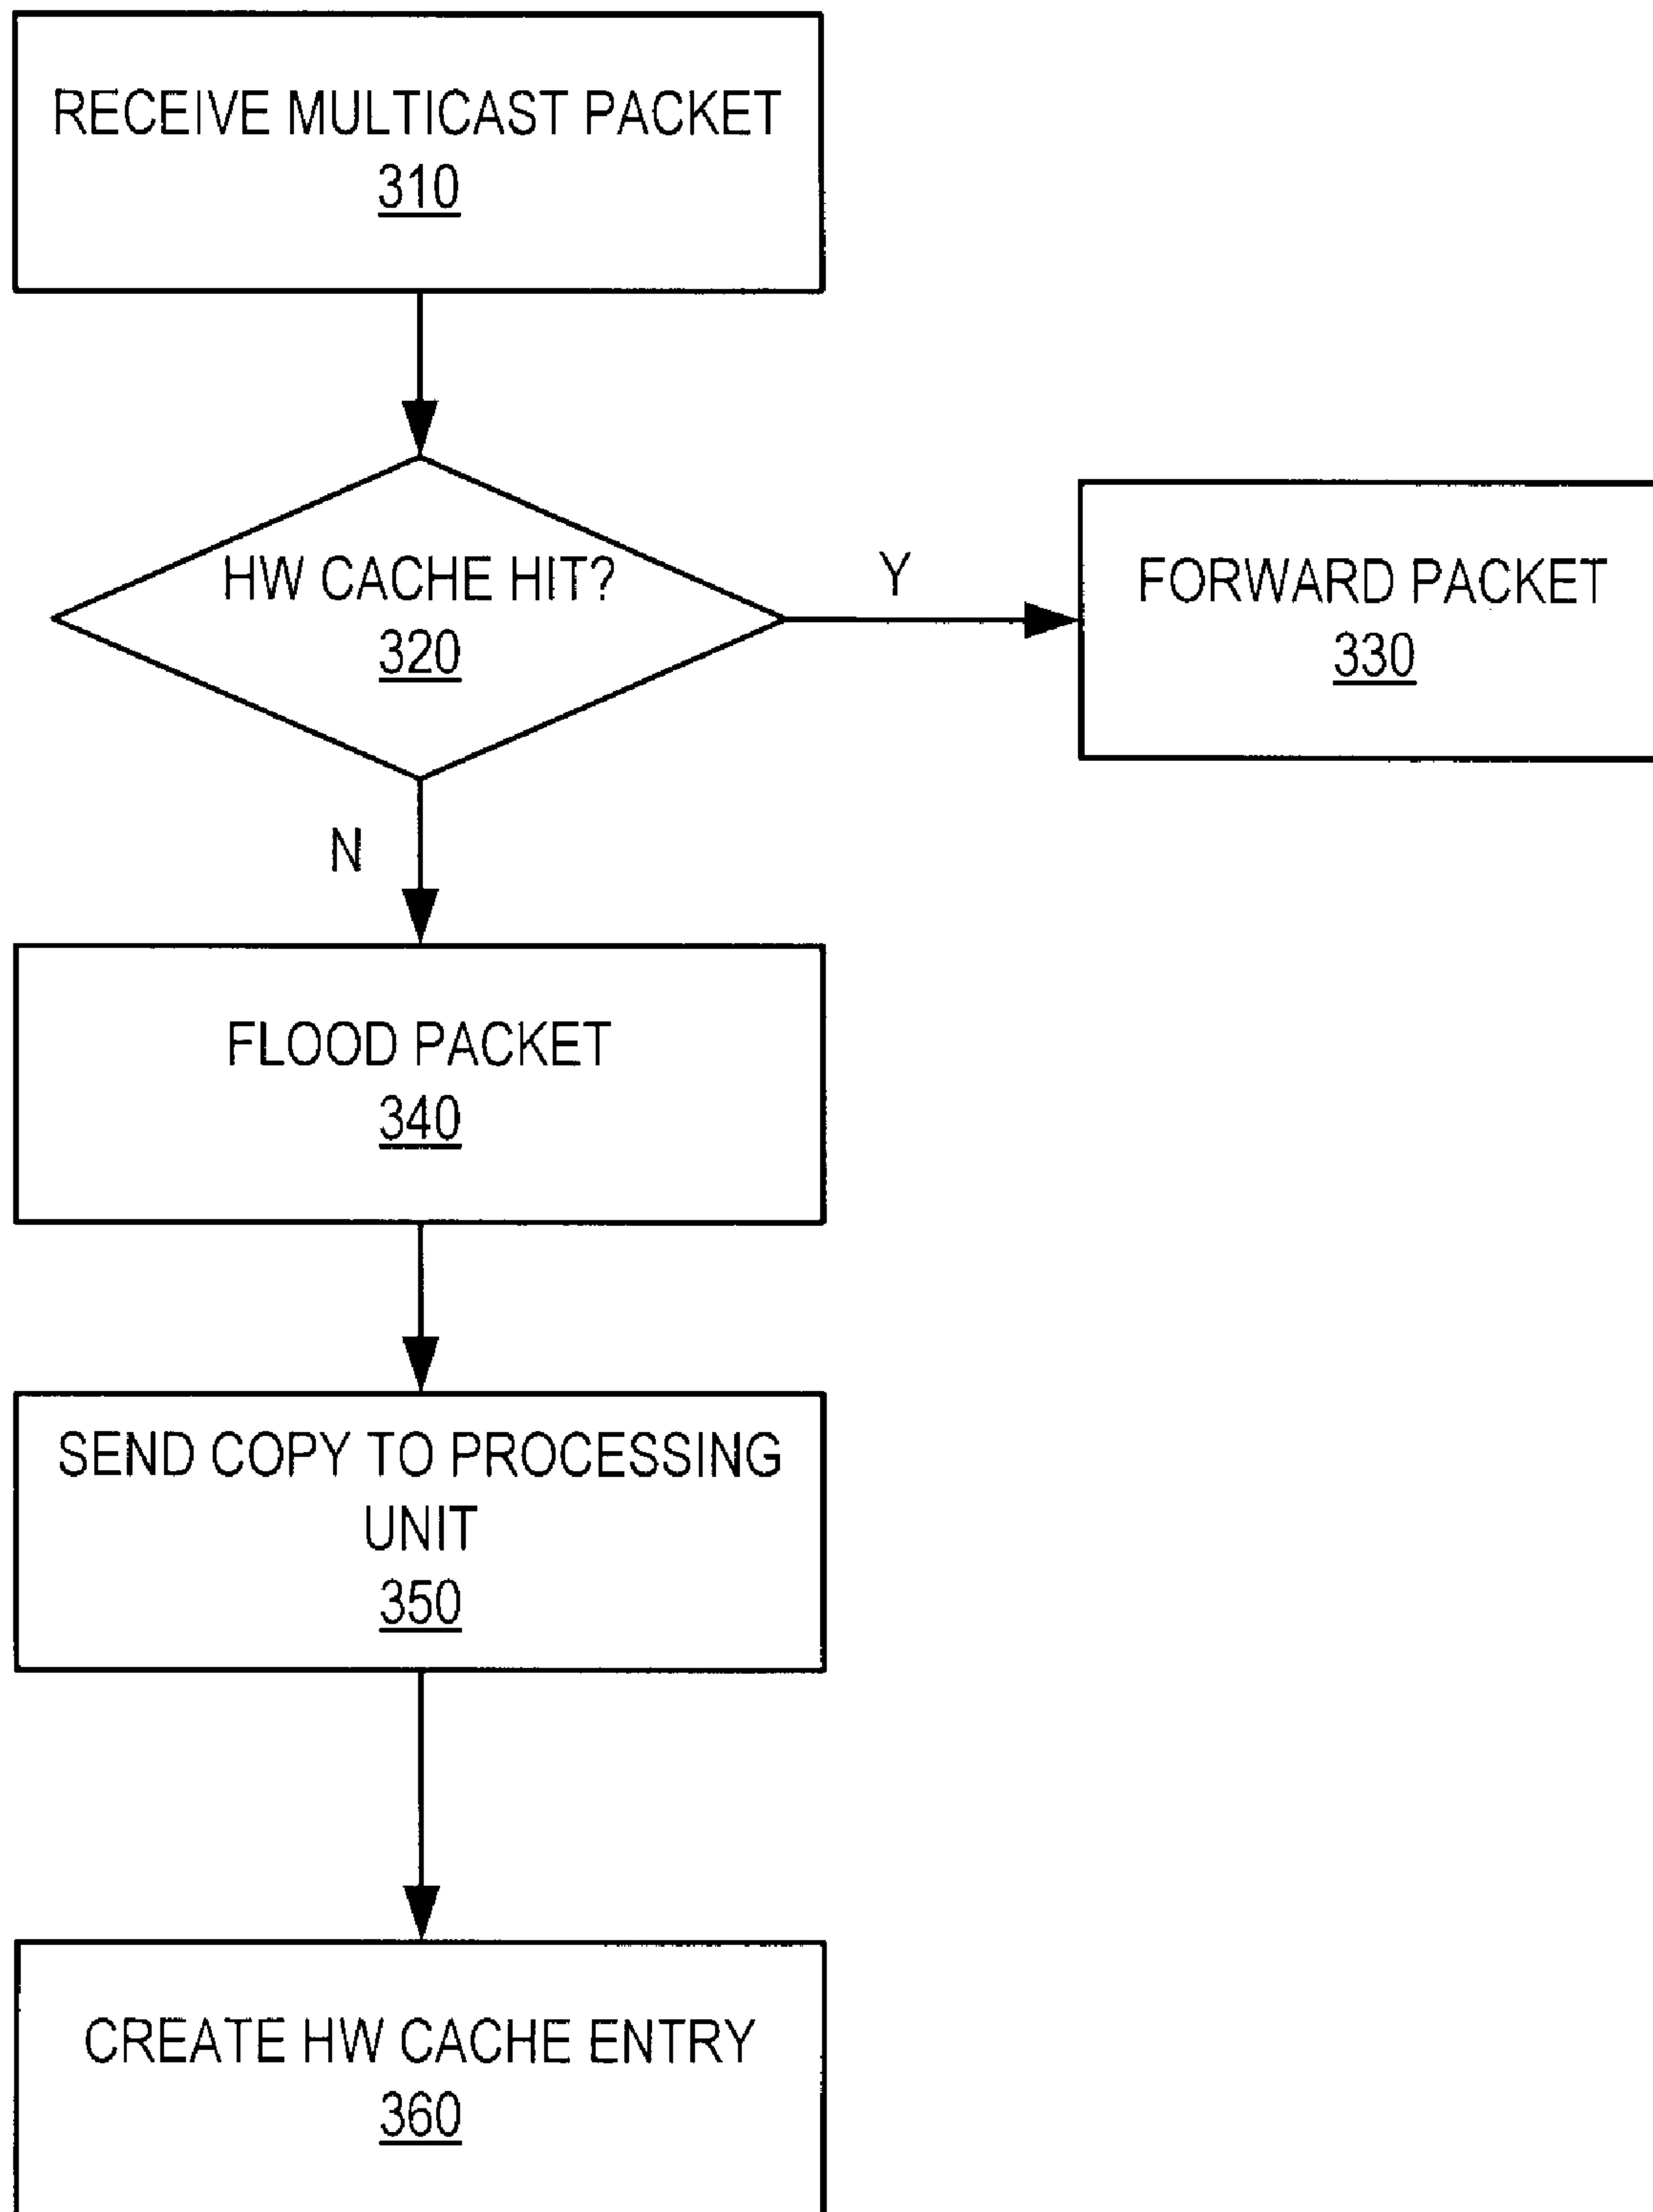 RECEIVE MULTICAST PACKET
310
HW CACHE HIT?
320
Y
FORWARD PACKET
330
N
FLOOD PACKET
340
SEND COPY TO PROCESSING
UNIT
350
CREATE HW CACHE ENTRY
360